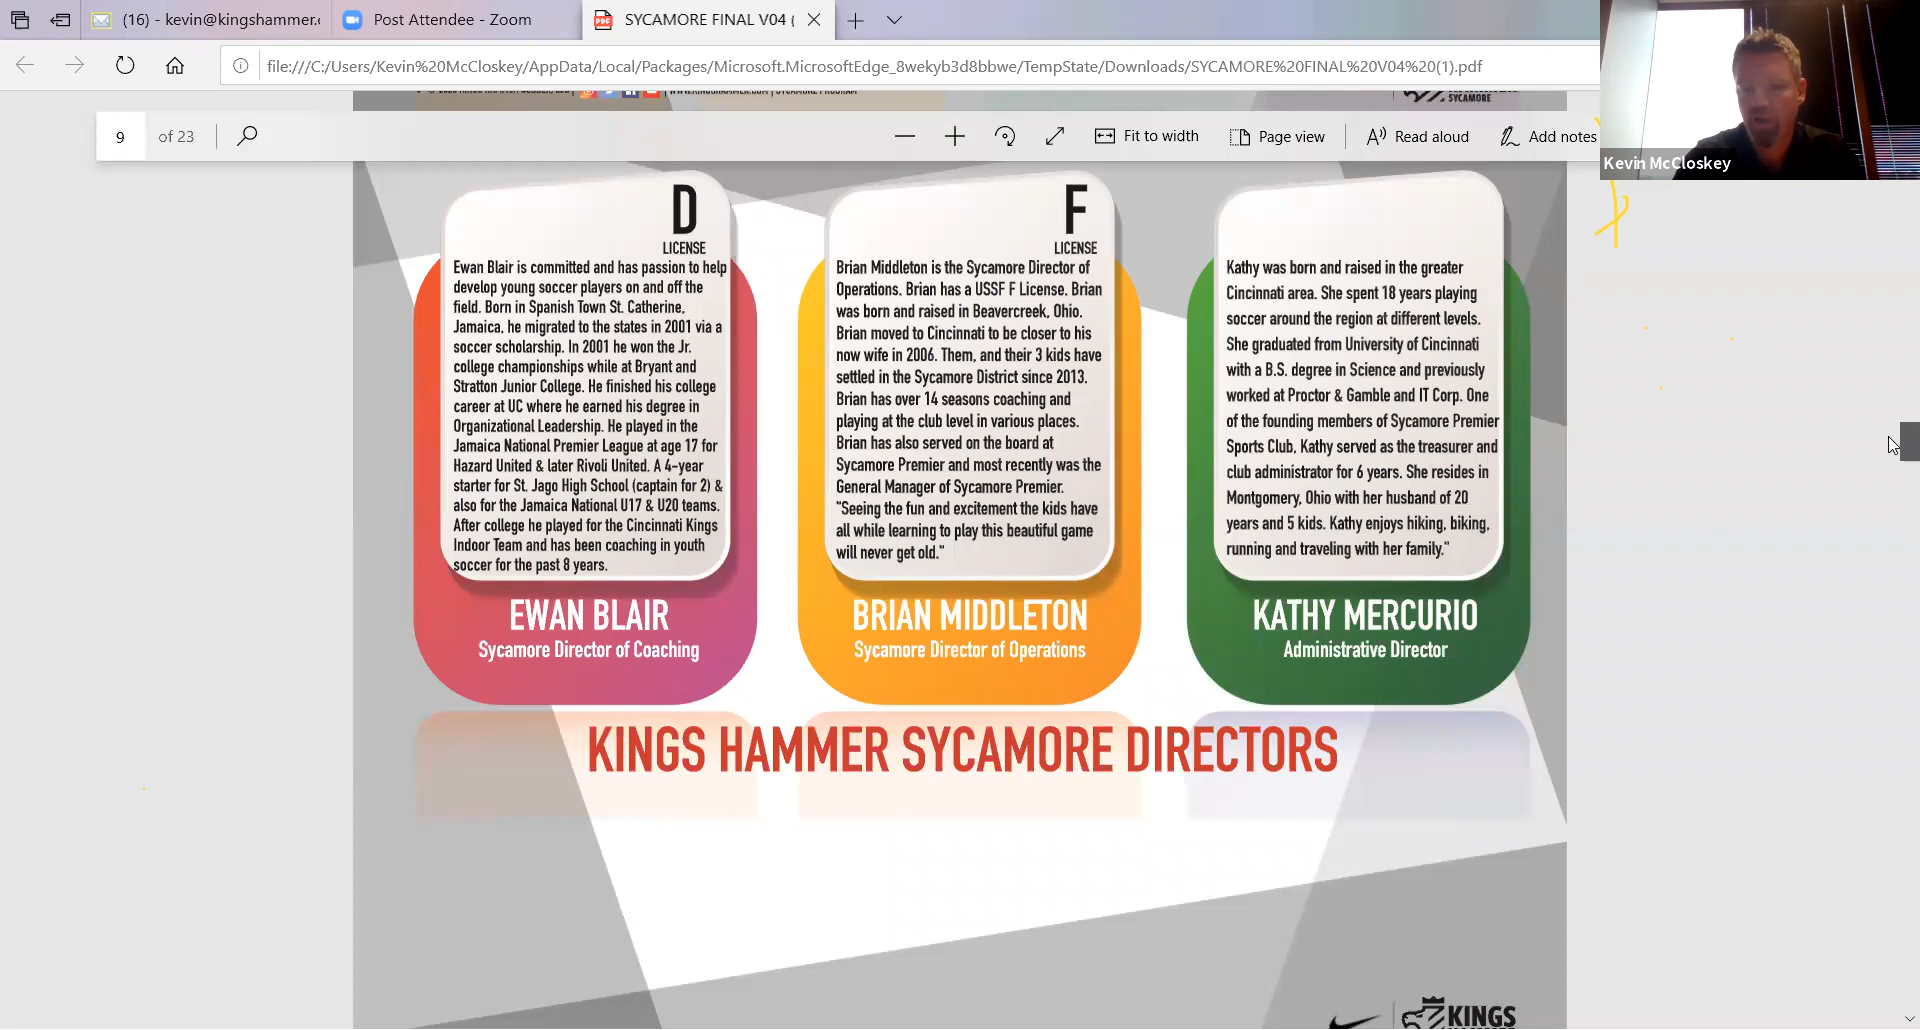 (16) - kevin@kingshammer.c
Post Attendee - Zoom
SYCAMORE FINAL V04 (
file:///C:/Users/Kevin%20McCloskey/AppData/Local/Packages/Microsoft.MicrosoftEdge_8wekyb3d8bbwe/TempState/Downloads/SYCAMORE%20FINAL%20V04%20(1).pdf
Kevin McCloskey
SYCAMORE
9 of 23
Fit to width
Page view
Read aloud
Add notes
D
LICENSE
Ewan Blair is committed and has passion to help
develop young soccer players on and off the
field. Born in Spanish Town St. Catherine,
Jamaica, he migrated to the states in 2001 via a
soccer scholarship. In 2001 he won the Jr.
college championships while at Bryant and
Stratton Junior College. He finished his college
career at UC where he earned his degree in
Organizational Leadership. He played in the
Jamaica National Premier League at age 17 for
Hazard United & later Rivoli United. A 4-year
starter for St. Jago High School (captain for 2) &
also for the Jamaica National U17 & U20 teams.
After college he played for the Cincinnati Kings
Indoor Team and has been coaching in youth
soccer for the past 8 years.
EWAN BLAIR
Sycamore Director of Coaching
F
LICENSE
Brian Middleton is the Sycamore Director of
Operations. Brian has a USSF F License. Brian
was born and raised in Beavercreek, Ohio.
Brian moved to Cincinnati to be closer to his
now wife in 2006. Them, and their 3 kids have
settled in the Sycamore District since 2013.
Brian has over 14 seasons coaching and
playing at the club level in various places.
Brian has also served on the board at
Sycamore Premier and most recently was the
General Manager of Sycamore Premier.
"Seeing the fun and excitement the kids have
all while learning to play this beautiful game
will never get old."
BRIAN MIDDLETON
Sycamore Director of Operations
Kathy was born and raised in the greater
Cincinnati area. She spent 18 years playing
soccer around the region at different levels.
She graduated from University of Cincinnati
with a B.S. degree in Science and previously
worked at Proctor & Gamble and IT Corp. One
of the founding members of Sycamore Premier
Sports Club, Kathy served as the treasurer and
club administrator for 6 years. She resides in
Montgomery, Ohio with her husband of 20
years and 5 kids. Kathy enjoys hiking, biking,
running and traveling with her family."
KATHY MERCURIO
Administrative Director
KINGS HAMMER SYCAMORE DIRECTORS
KINGS